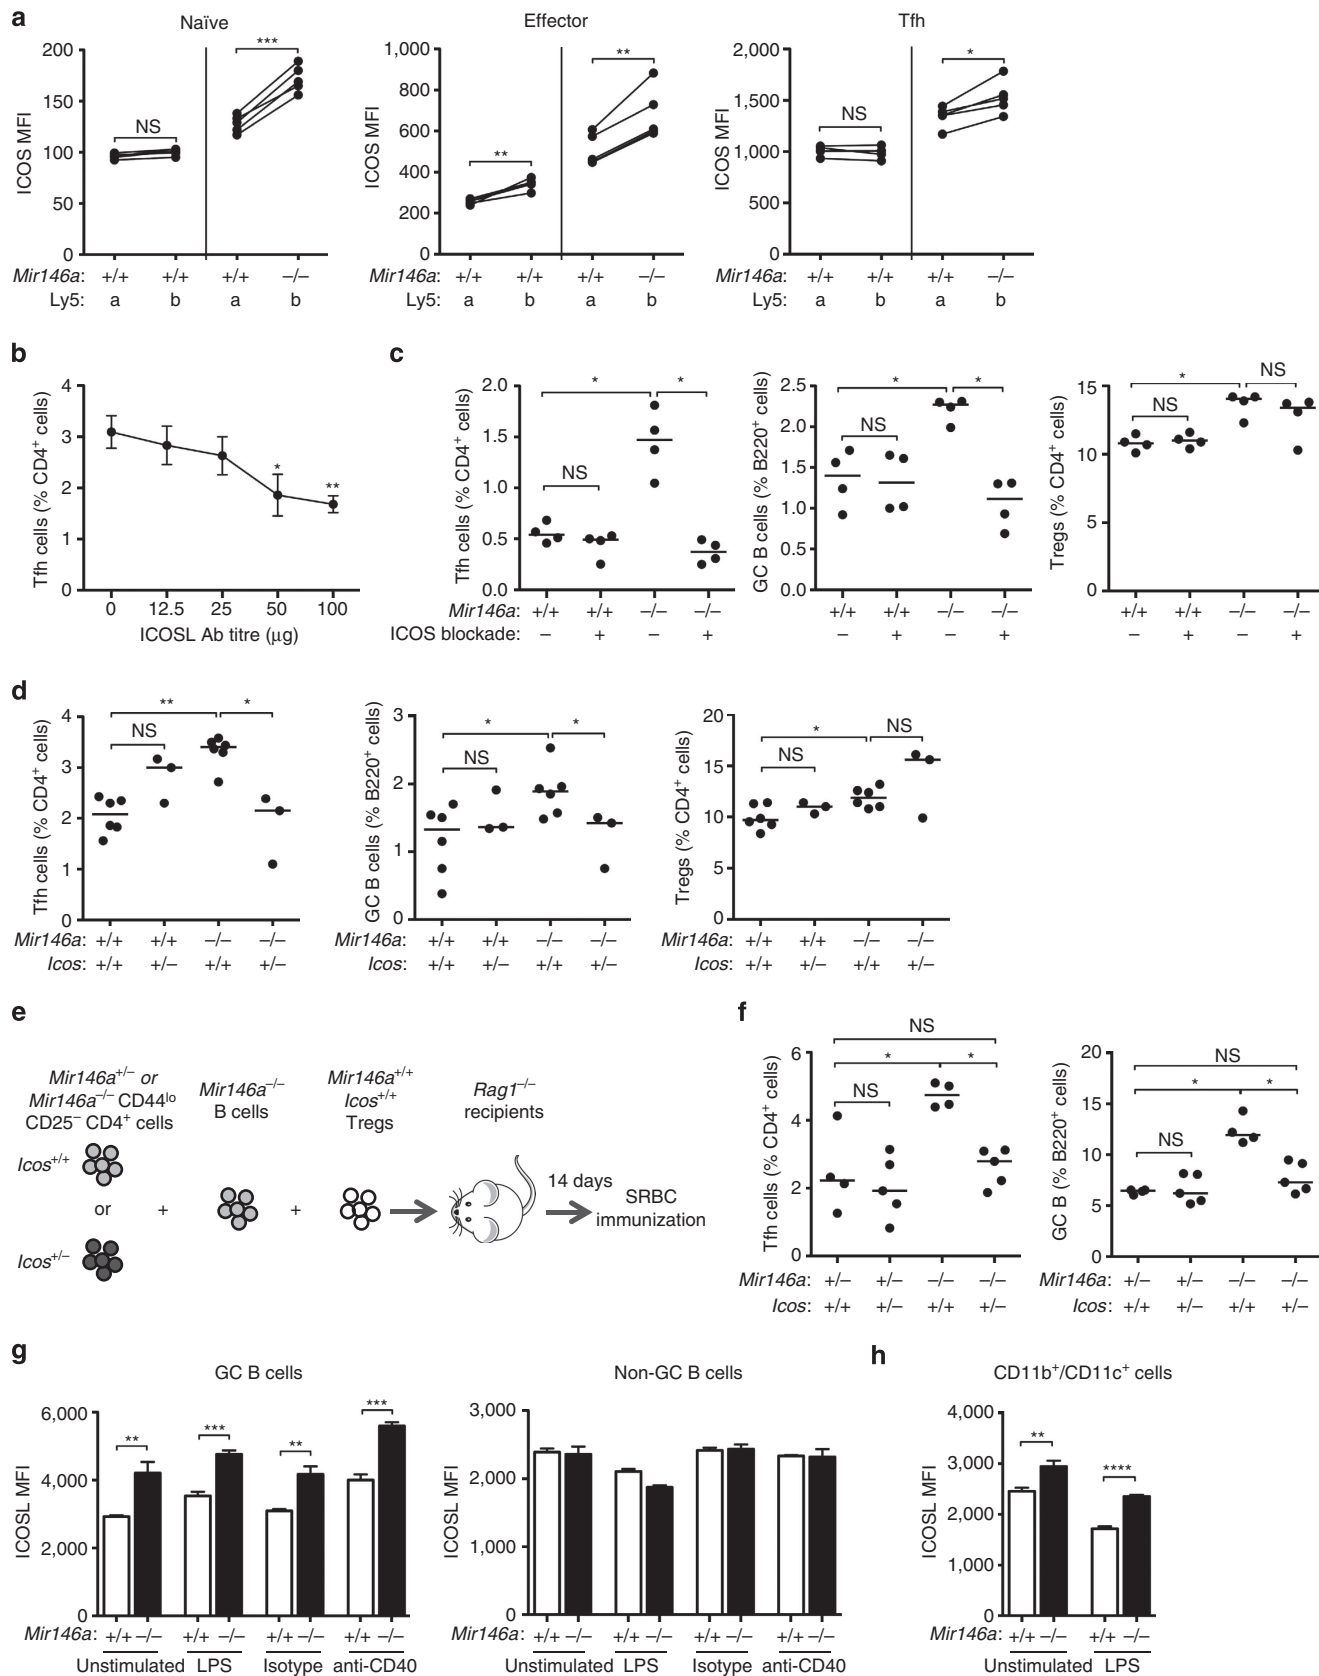 a
Naïve
Effector
Tfh
ICOS MFI
200
150
100
50
0
NS
***
ICOS MFI
1,000
800
600
400
200
0
**
**
ICOS MFI
2,000
1,500
1,000
500
0
NS
*
Mir146a: +/+ +/+ +/+ –/– +/+ +/+ +/+ –/– Mir146a: +/+ +/+ +/+ –/–
Ly5: a b a b a b a b Ly5: a b a b
b
Tfh cells (% CD4+ cells)
4
3
2
1
0
*
**
0 12.5 25 50 100
ICOSL Ab titre (μg)
c
Tfh cells (% CD4+ cells)
2.0
1.5
1.0
0.5
0.0
* *
NS
GC B cells (% B220+ cells)
2.5
2.0
1.5
1.0
0.5
0.0
* *
NS
Tregs (% CD4+ cells)
15
10
5
0
* NS
NS
Mir146a: +/+ +/+ –/– –/– +/+ +/+ –/– –/– +/+ +/+ –/– –/–
ICOS blockade: – + – + – + – + – + – +
d
Tfh cells (% CD4+ cells)
4
3
2
1
0
** *
NS
GC B cells (% B220+ cells)
3
2
1
0
* *
NS
Tregs (% CD4+ cells)
20
15
10
5
0
* NS
NS
Mir146a: +/+ +/+ –/– –/– Mir146a: +/+ +/+ –/– –/– Mir146a: +/+ +/+ –/– –/–
Icos: +/+ +/– +/+ +/– Icos: +/+ +/– +/+ +/– Icos: +/+ +/– +/+ +/–
e
Mir146a+/– or
Mir146a–/– CD44lo
CD25– CD4+ cells
Mir146a–/–
B cells
Mir146a+/+
Icos+/+
Tregs
Rag1–/–
recipients
Icos+/+
or
Icos+/–
+
+
14 days
SRBC
immunization
f
Tfh cells (% CD4+ cells)
6
4
2
0
NS
* *
NS
GC B (% B220+ cells)
20
15
10
5
0
NS
* *
NS
Mir146a: +/– +/– –/– –/– Mir146a: +/– +/– –/– –/–
Icos: +/+ +/– +/+ +/– Icos: +/+ +/– +/+ +/–
g
GC B cells
ICOSL MFI
6,000
4,000
2,000
0
** *** ** ***
Mir146a: +/+ –/– +/+ –/– +/+ –/– +/+ –/–
Unstimulated LPS Isotype anti-CD40
Non-GC B cells
ICOSL MFI
3,000
2,000
1,000
0
Mir146a: +/+ –/– +/+ –/– +/+ –/– +/+ –/–
Unstimulated LPS Isotype anti-CD40
h
CD11b+/CD11c+ cells
ICOSL MFI
4,000
3,000
2,000
1,000
0
** ****
Mir146a: +/+ –/– +/+ –/–
Unstimulated LPS